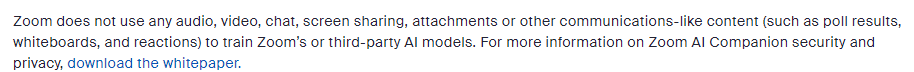 Zoom does not use any audio, video, chat, screen sharing, attachments or other communications-like content (such as poll results,
whiteboards, and reactions) to train Zoom's or third-party AI models. For more information on Zoom AI Companion security and
privacy, download the whitepaper.